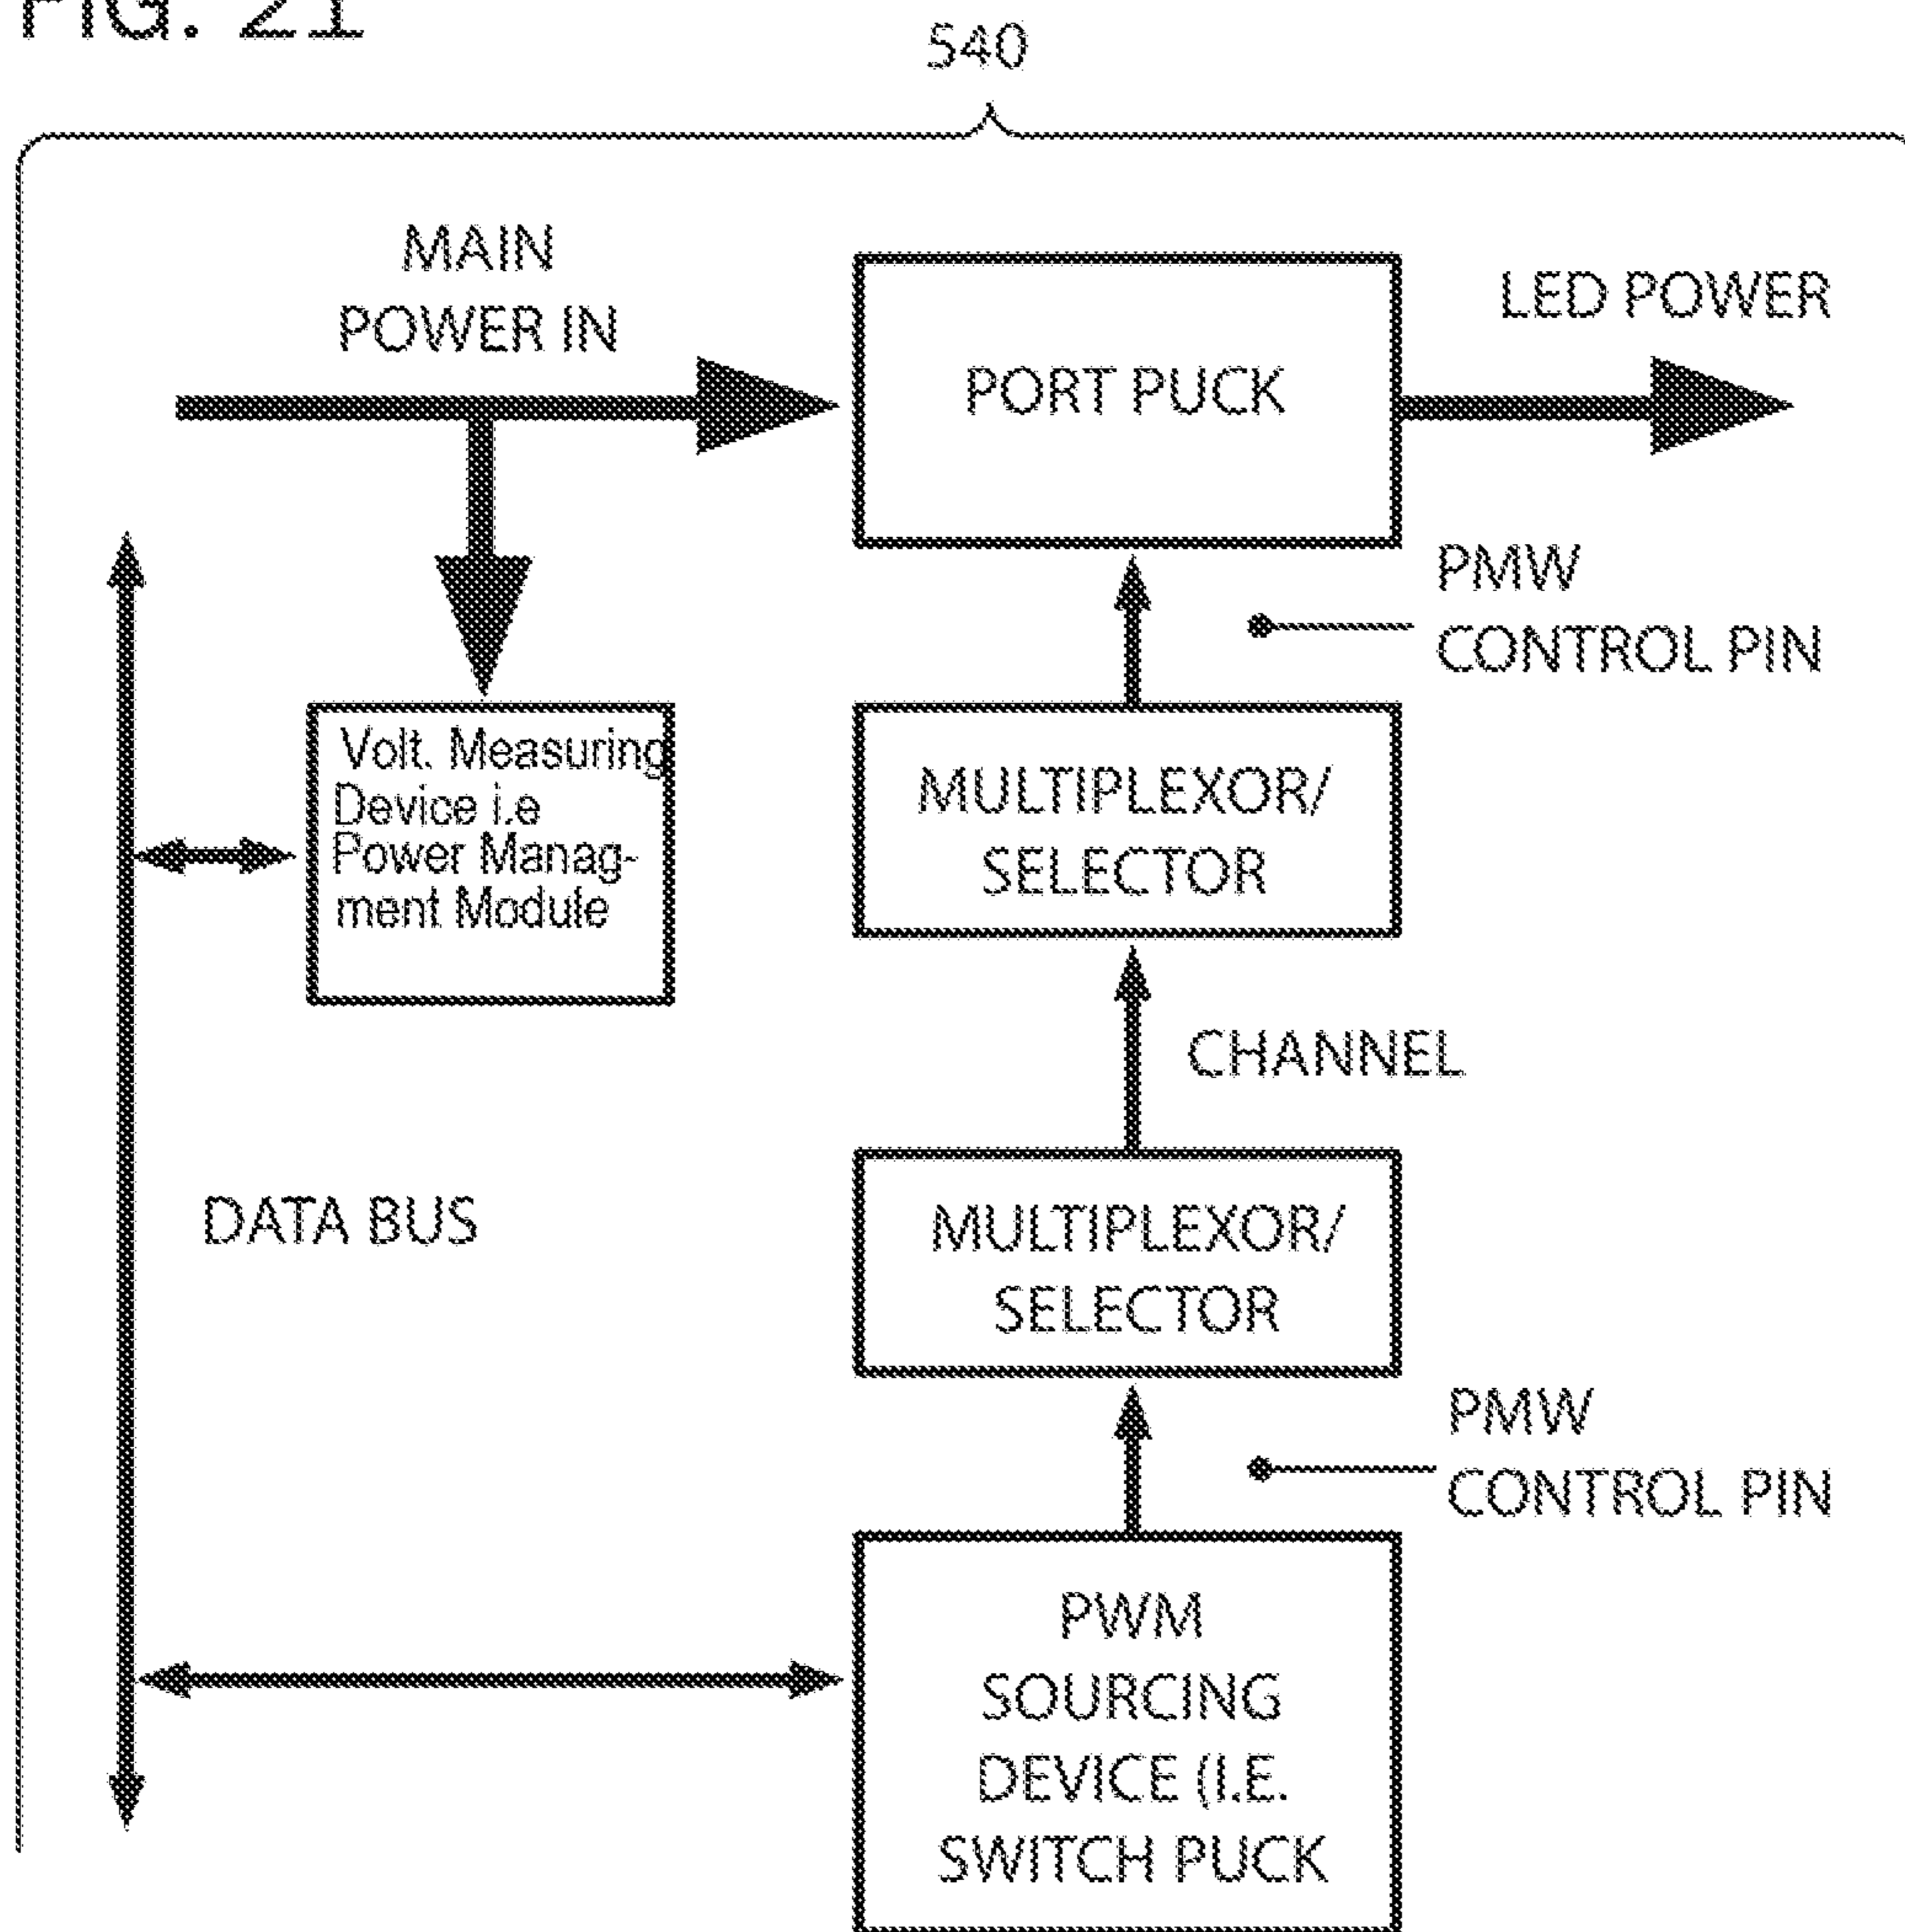 FIG. 21
540
MAIN
POWER IN
PORT PUCK
LED POWER
PMW
CONTROL PIN
Volt. Measuring
Device i.e
Power Manag-
ment Module
MULTIPLEXOR/
SELECTOR
CHANNEL
DATA BUS
MULTIPLEXOR/
SELECTOR
PMW
CONTROL PIN
PWM
SOURCING
DEVICE (I.E.
SWITCH PUCK